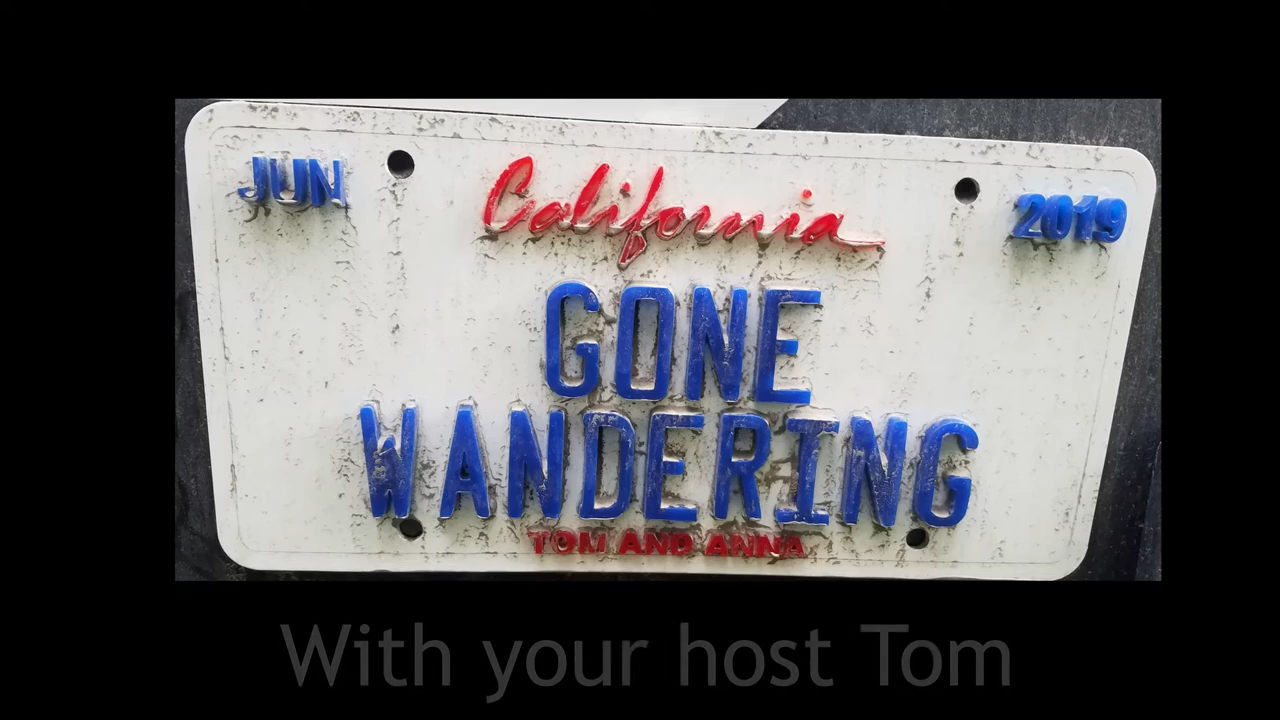 JUN California 2019
GONE
WANDERING
TOM AND ANNA
With your host Tom